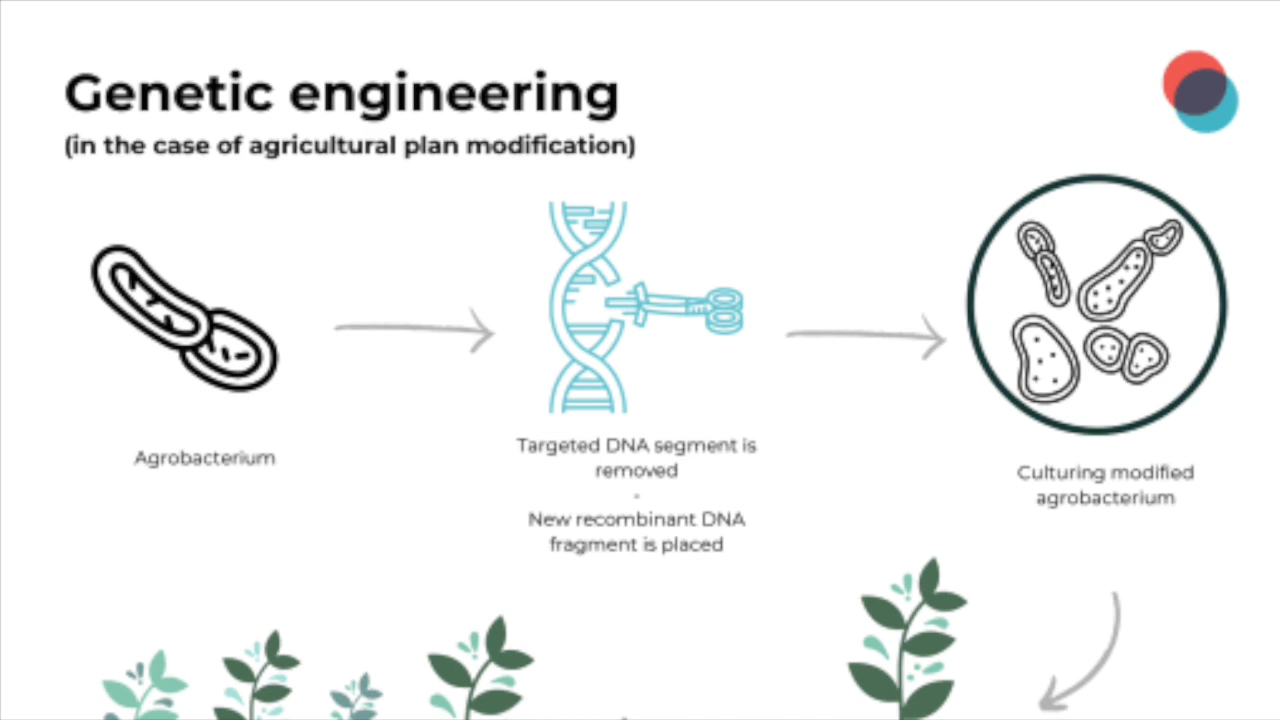 Genetic engineering
(in the case of agricultural plan modification)
Agrobacterium
Targeted DNA segment is
removed
-
New recombinant DNA
fragment is placed
Culturing modified
agrobacterium